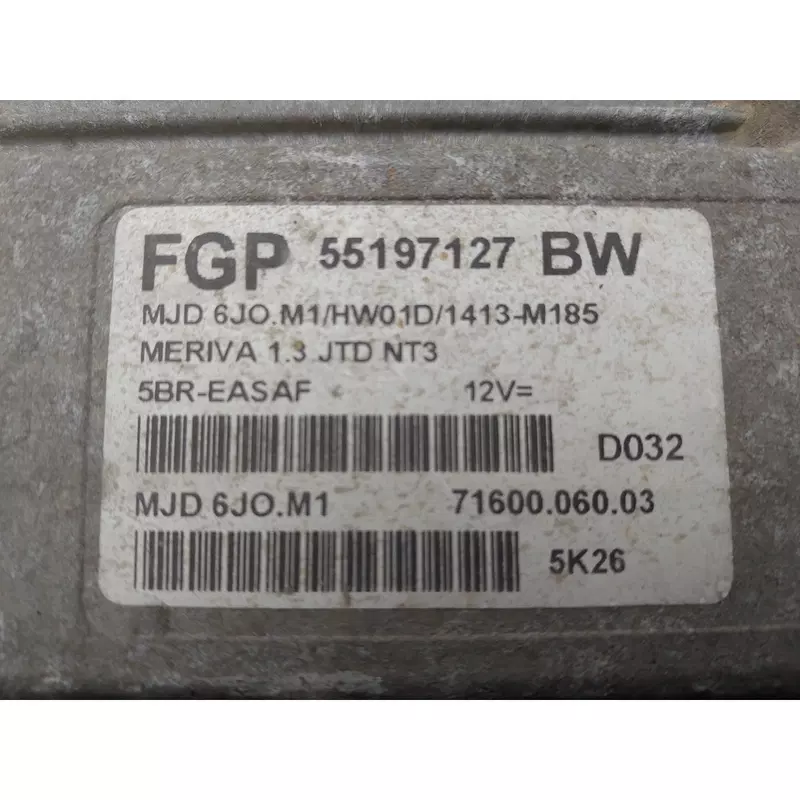 FGP 55197127 BW
MJD 6JO.M1/HW01D/1413-M185
MERIVA 1.3 JTD NT3
5BR-EASAF 12V=
D032
MJD 6JO.M1 71600.060.03
5K26